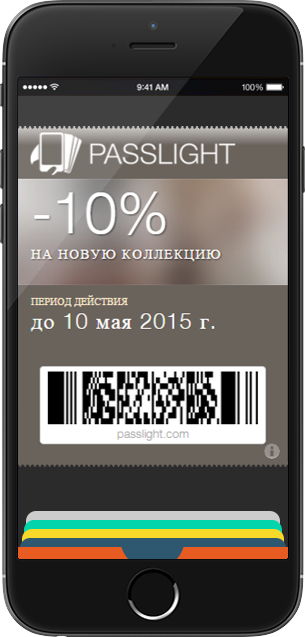 9:41 AM 100%
PASSLIGHT
-10%
НА НОВУЮ КОЛЛЕКЦИЮ
ПЕРИОД ДЕЙСТВИЯ
до 10 мая 2015 г.
passlight.com